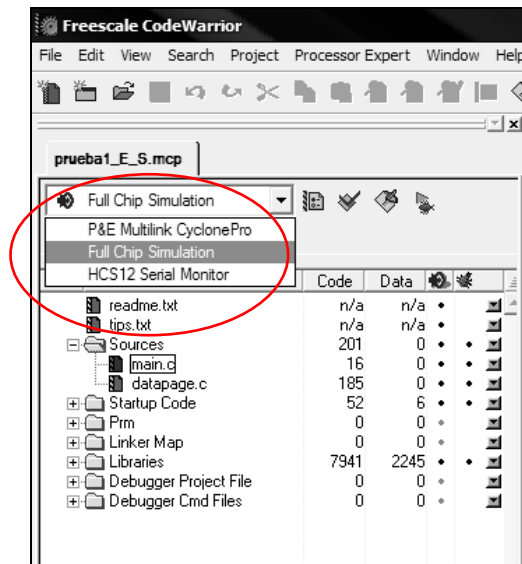 Freescale CodeWarrior
File Edit View Search Project Processor Expert Window Help
prueba1_E_S.mcp
Full Chip Simulation
P&E Multilink CyclonePro
Full Chip Simulation
HCS12 Serial Monitor
Code Data
readme.txt n/a n/a
tips.txt n/a n/a
Sources 201 0
main.c 16 0
datapage.c 185 0
Startup Code 52 6
Prm 0 0
Linker Map 0 0
Libraries 7941 2245
Debugger Project File 0 0
Debugger Cmd Files 0 0